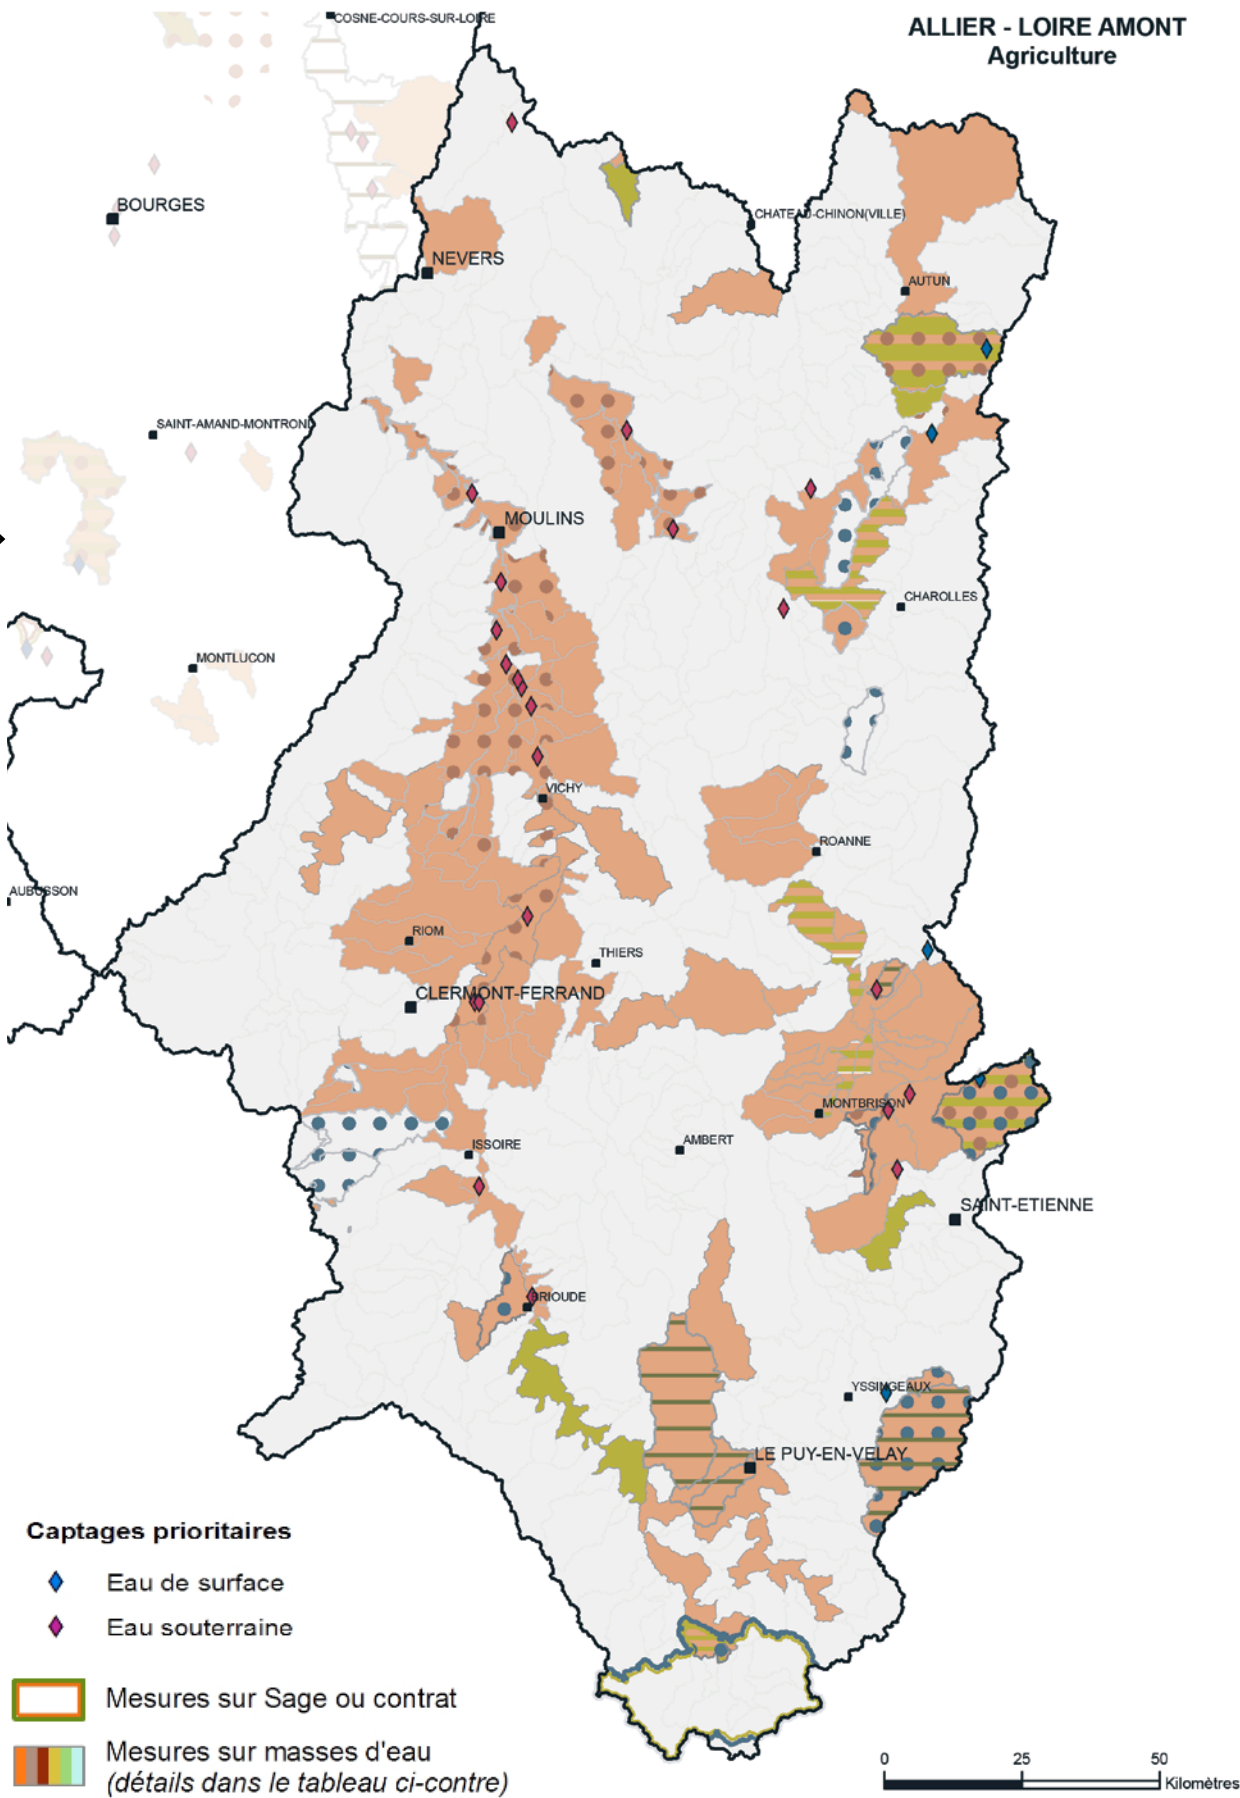 ALLIER - LOIRE AMONT
Agriculture
COSNE-COURS-SUR-LOIRE
BOURGES
CHATEAU-CHINON(VILLE)
NEVERS
AUTUN
SAINT-AMAND-MONTROND
MOULINS
CHAROLLES
MONTLUCON
VICHY
ROANNE
AUBUSSON
RIOM
THIERS
CLERMONT-FERRAND
MONTBRISON
AMBERT
ISSOIRE
SAINT-ETIENNE
BRIOUDE
YSSINGEAUX
LE PUY-EN-VELAY
Captages prioritaires
Eau de surface
Eau souterraine
Mesures sur Sage ou contrat
Mesures sur masses d'eau
(détails dans le tableau ci-contre)
0 25 50
Kilomètres